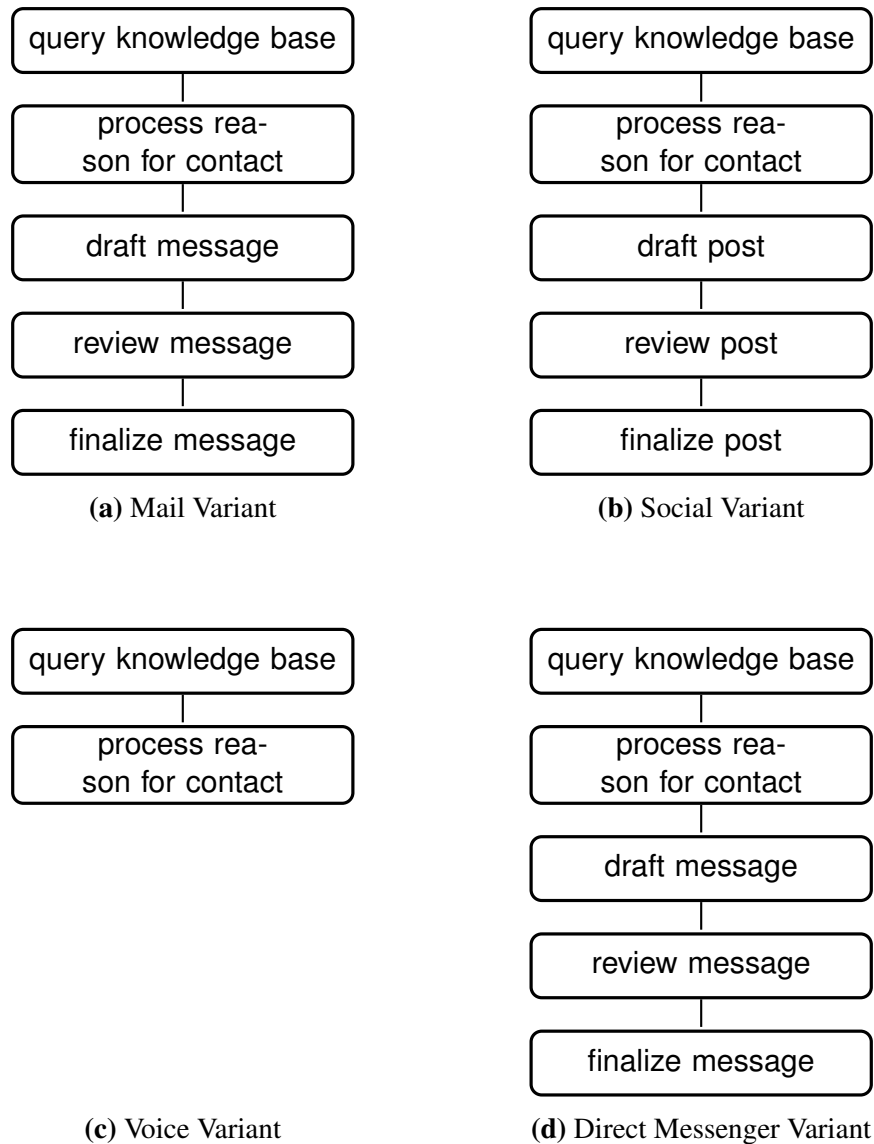 query knowledge base
process rea-
son for contact
draft message
review message
finalize message
(a) Mail Variant
query knowledge base
process rea-
son for contact
draft post
review post
finalize post
(b) Social Variant
query knowledge base
process rea-
son for contact
(c) Voice Variant
query knowledge base
process rea-
son for contact
draft message
review message
finalize message
(d) Direct Messenger Variant